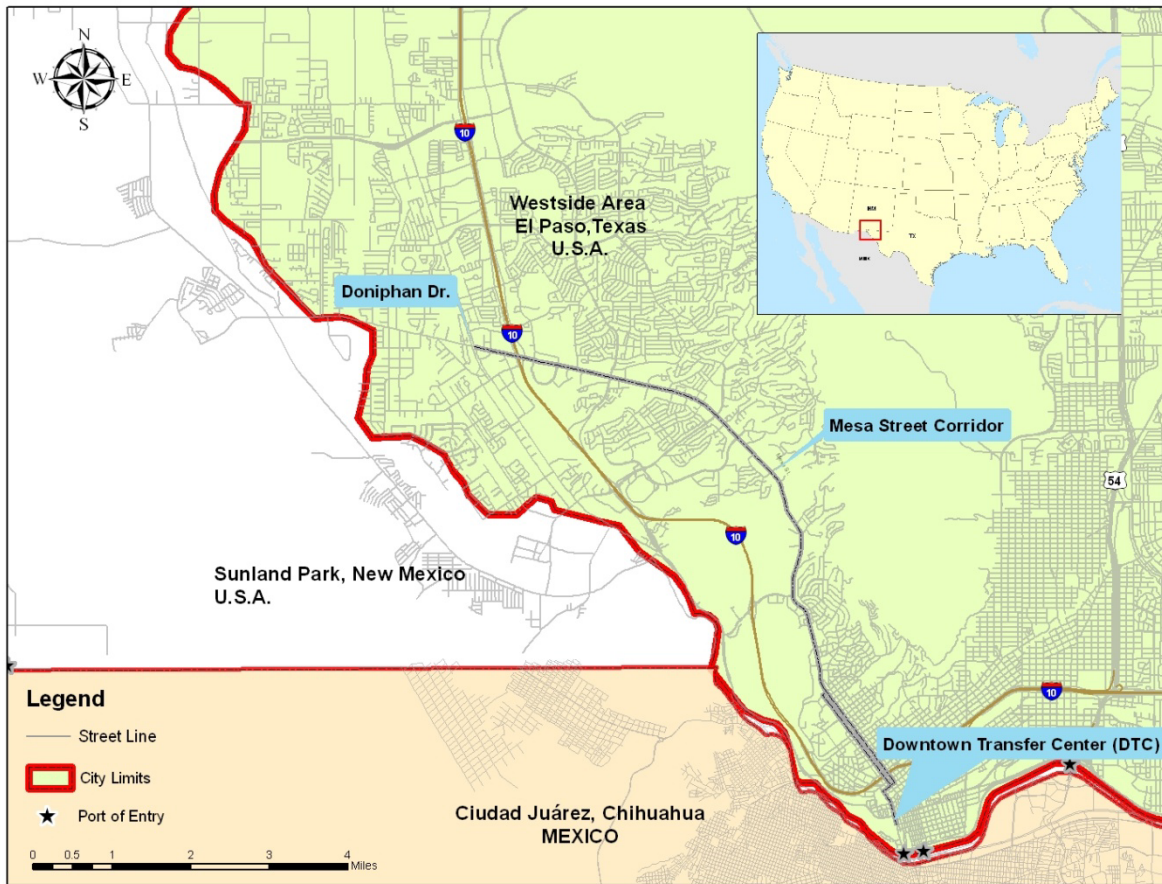 N
W E
S
10
Westside Area
El Paso,Texas
U.S.A.
NM
TX
Doniphan Dr.
10
Mesa Street Corridor
54
10
Sunland Park, New Mexico
U.S.A.
10
Legend
Street Line
City Limits
Port of Entry
Downtown Transfer Center (DTC)
Ciudad Juárez, Chihuahua
MEXICO
0 0.5 1 2 3 4
Miles